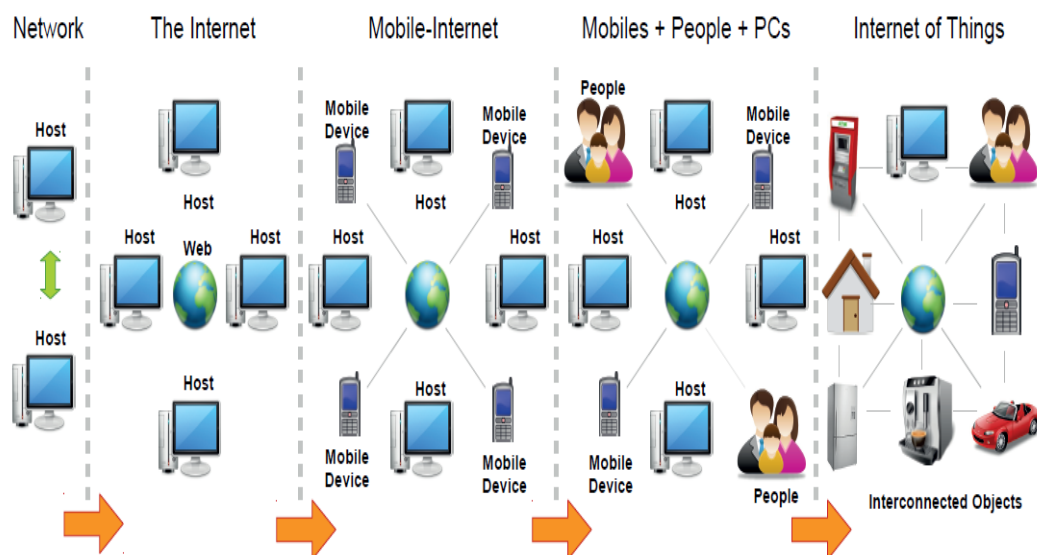 Network
The Internet
Mobile-Internet
Mobiles + People + PCs
Internet of Things
Host
Host
Host
Host
Web
Host
Host
Mobile
Device
Mobile
Device
Host
Host
Host
Host
Mobile
Device
Mobile
Device
People
Mobile
Device
Host
Host
Host
Host
Mobile
Device
People
Interconnected Objects